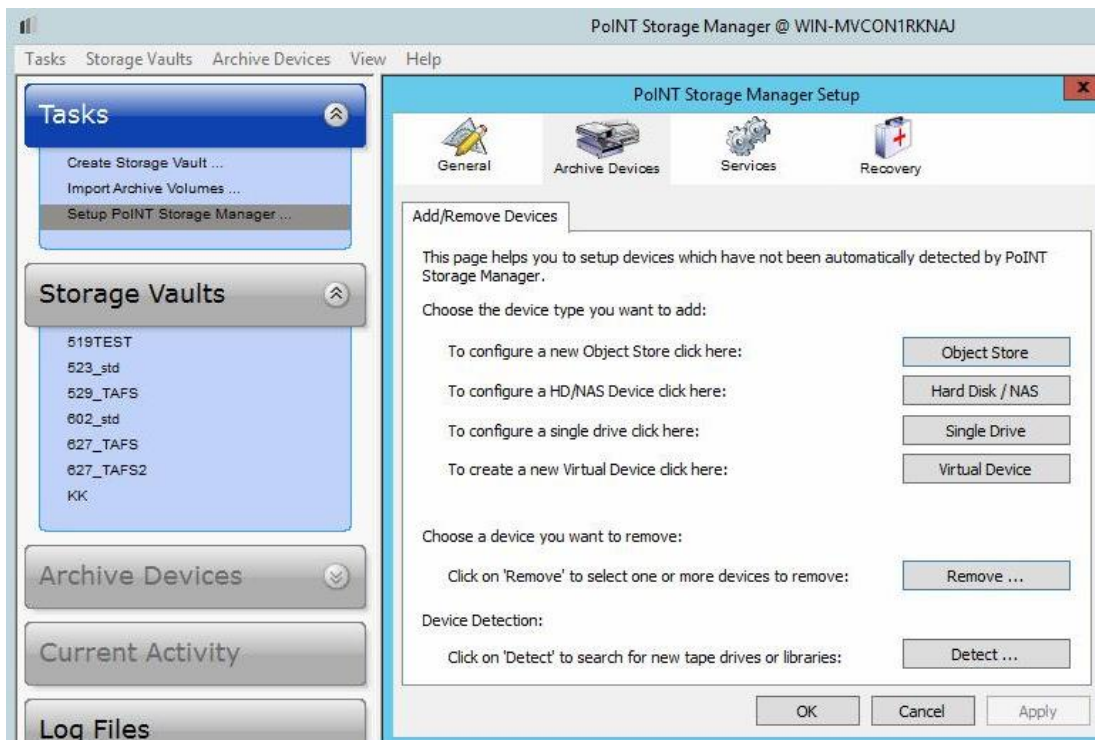 PoINT Storage Manager @ WIN-MVCON1RKNAJ
Tasks Storage Vaults Archive Devices View Help
Tasks
Create Storage Vault ...
Import Archive Volumes ...
Setup PoINT Storage Manager ...
Storage Vaults
519TEST
523_std
529_TAFS
602_std
627_TAFS
627_TAFS2
KK
Archive Devices
Current Activity
Log Files
PoINT Storage Manager Setup
x
General
Archive Devices
Services
Recovery
Add/Remove Devices
This page helps you to setup devices which have not been automatically detected by PoINT
Storage Manager.
Choose the device type you want to add:
To configure a new Object Store click here: Object Store
To configure a HD/NAS Device click here: Hard Disk / NAS
To configure a single drive click here: Single Drive
To create a new Virtual Device click here: Virtual Device
Choose a device you want to remove:
Click on 'Remove' to select one or more devices to remove: Remove ...
Device Detection:
Click on 'Detect' to search for new tape drives or libraries: Detect ...
OK Cancel Apply